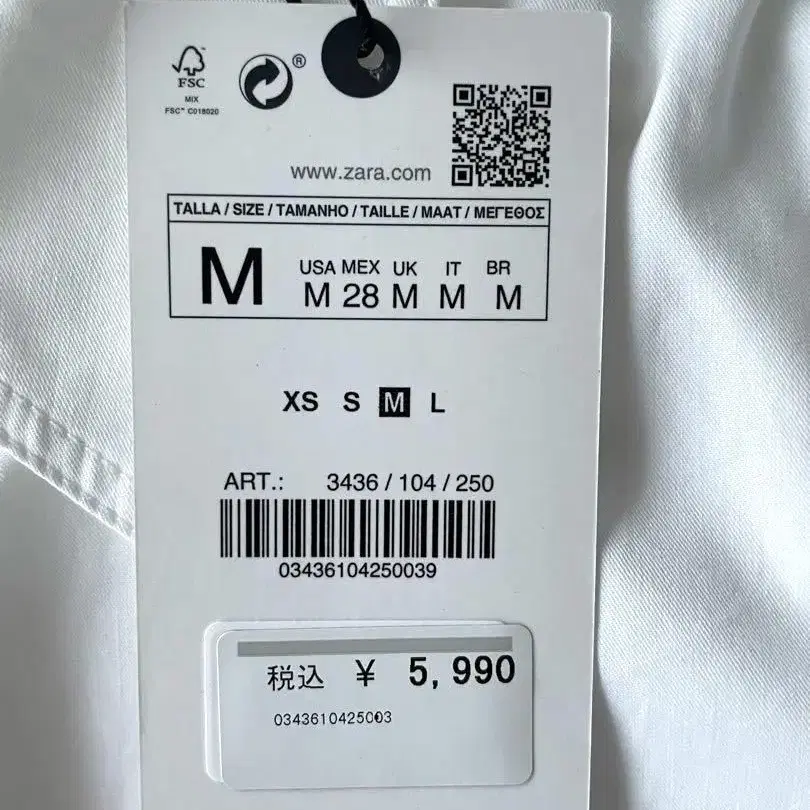 FSC
MIX
FSC™ C018020
®
www.zara.com
TALLA / SIZE / TAMANHO / TAILLE / MAAT / ΜΕΓΕΘΟΣ
M
USA MEX UK IT BR
M 28 M M M
XS S M L
ART.: 3436 / 104 / 250
03436104250039
税込 ¥ 5,990
0343610425003